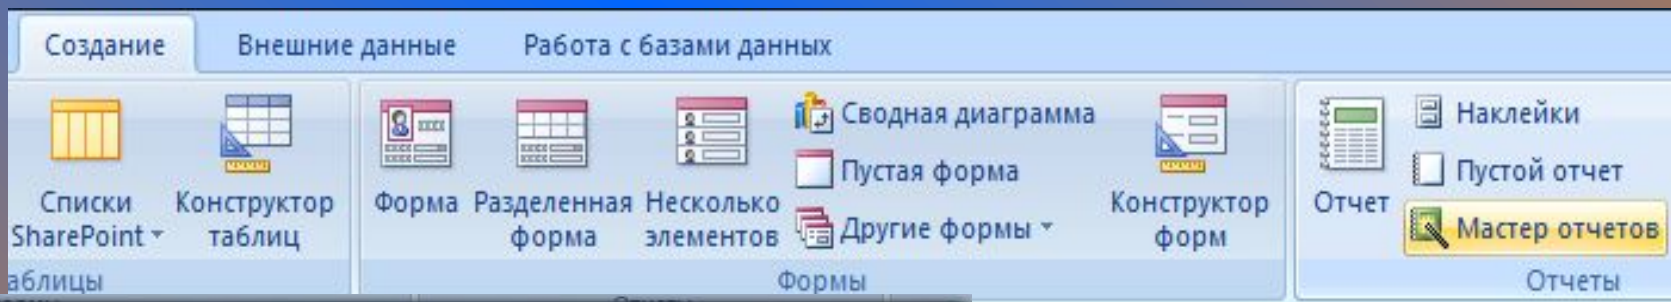 Создание Внешние данные Работа с базами данных
Списки SharePoint
Конструктор таблиц
Форма
Разделенная форма
Несколько элементов
Сводная диаграмма
Пустая форма
Другие формы
Конструктор форм
Отчет
Наклейки
Пустой отчет
Мастер отчетов
аблицы
Формы
Отчеты